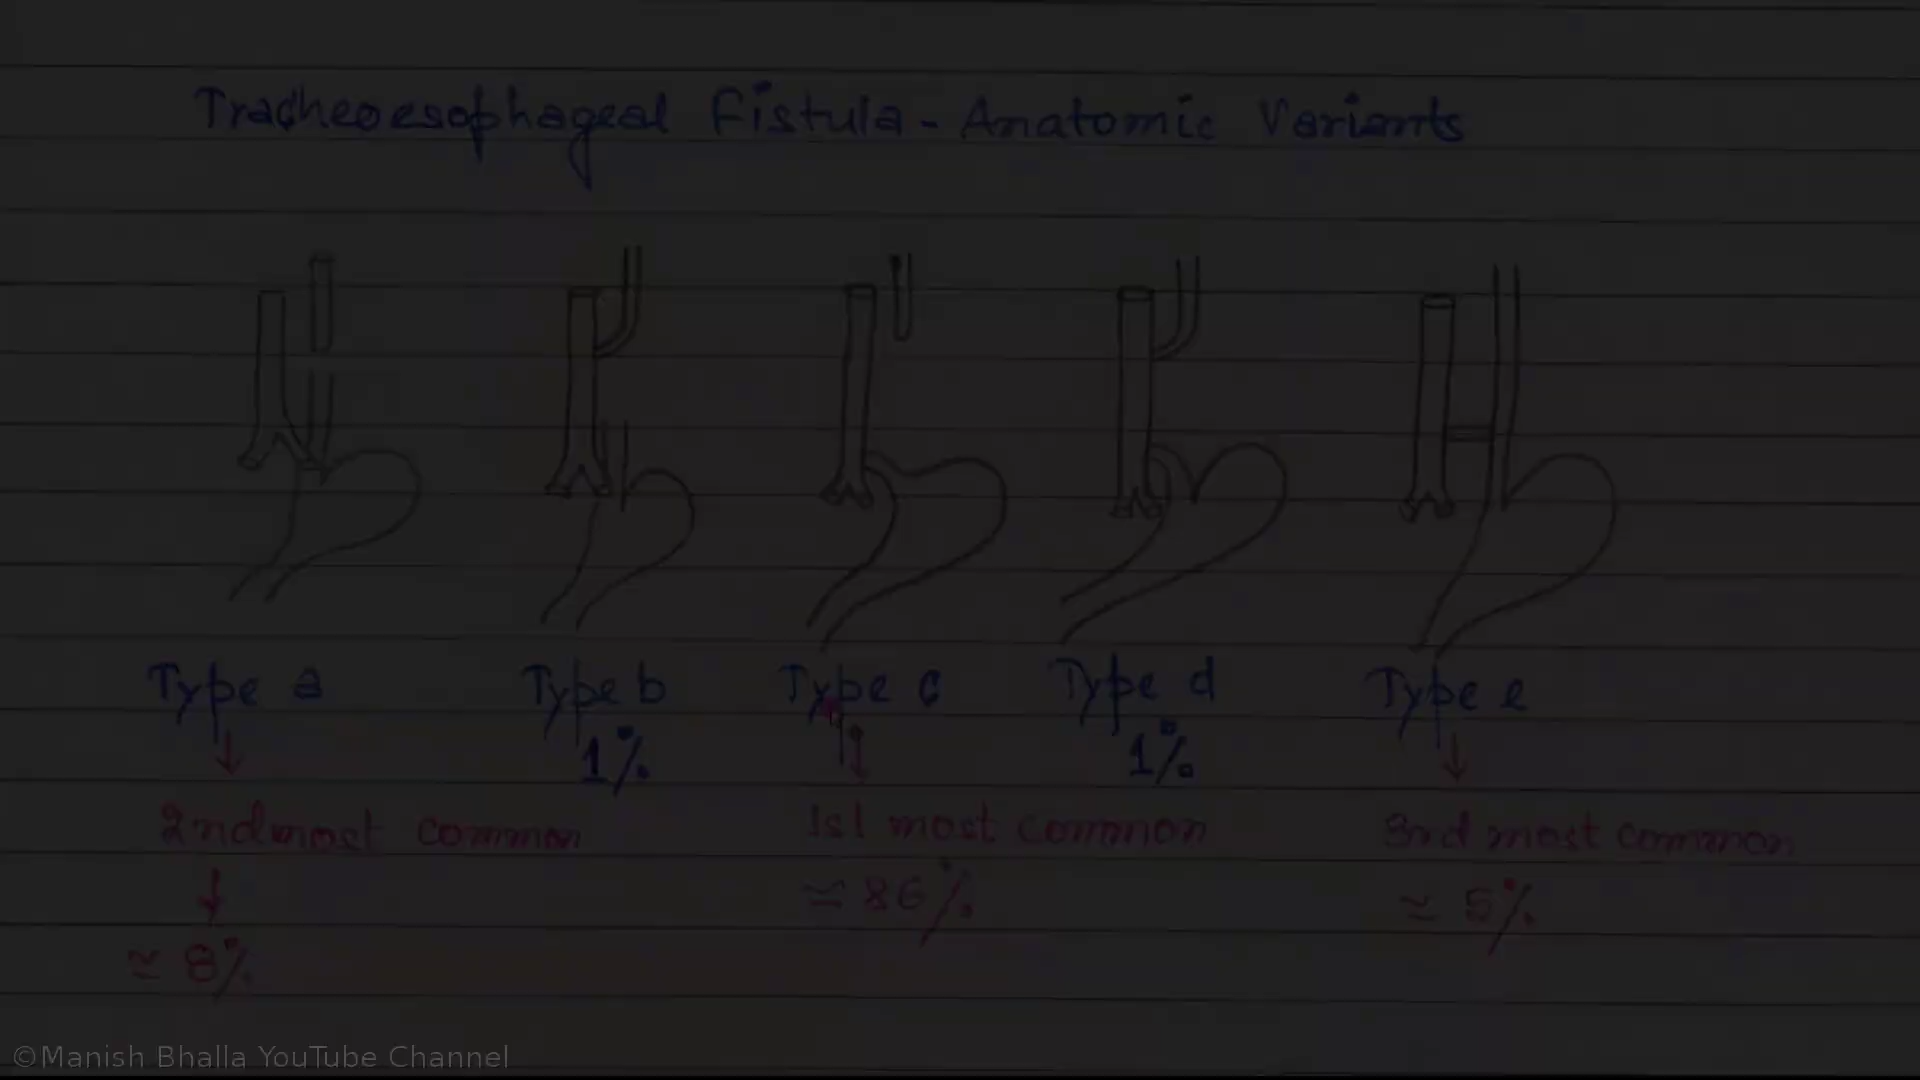 Tracheoesophageal Fistula - Anatomic Varients
Type a
Type b
Type c
Type d
Type e
1%
1%
2nd most common
1st most common
3rd most common
≃ 86%
≃ 5%
≃ 8%
©Manish Bhalla YouTube Channel